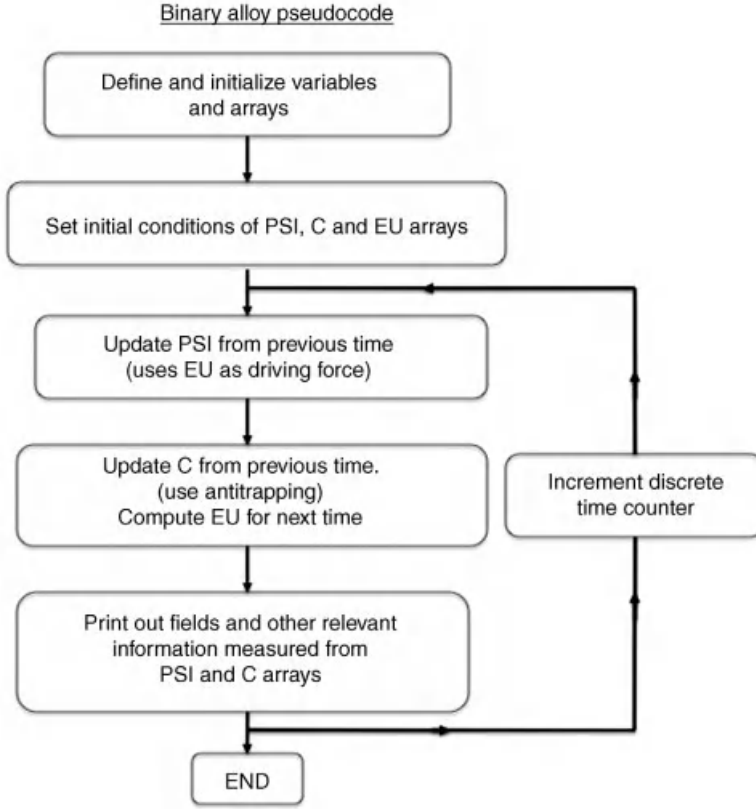 Binary alloy pseudocode
Define and initialize variables
and arrays
Set initial conditions of PSI, C and EU arrays
Update PSI from previous time
(uses EU as driving force)
Update C from previous time.
(use antitrapping)
Compute EU for next time
Increment discrete
time counter
Print out fields and other relevant
information measured from
PSI and C arrays
END